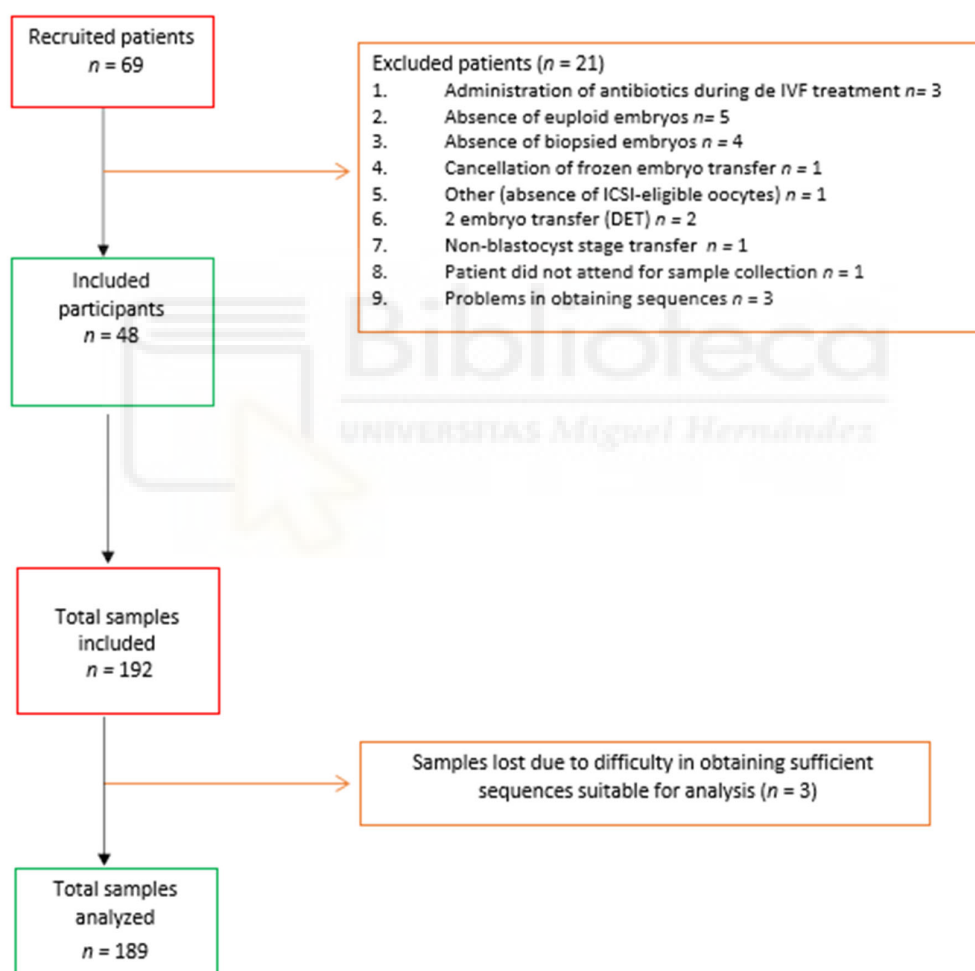 Recruited patients
n = 69
Excluded patients (n = 21)
1. Administration of antibiotics during de IVF treatment n= 3
2. Absence of euploid embryos n= 5
3. Absence of biopsied embryos n = 4
4. Cancellation of frozen embryo transfer n = 1
5. Other (absence of ICSI-eligible oocytes) n = 1
6. 2 embryo transfer (DET) n = 2
7. Non-blastocyst stage transfer n = 1
8. Patient did not attend for sample collection n = 1
9. Problems in obtaining sequences n = 3
Included
participants
n = 48
Biblioteca
UNIVERSITAS Miguel Hernández
Total samples
included
n = 192
Samples lost due to difficulty in obtaining sufficient
sequences suitable for analysis (n = 3)
Total samples
analyzed
n = 189